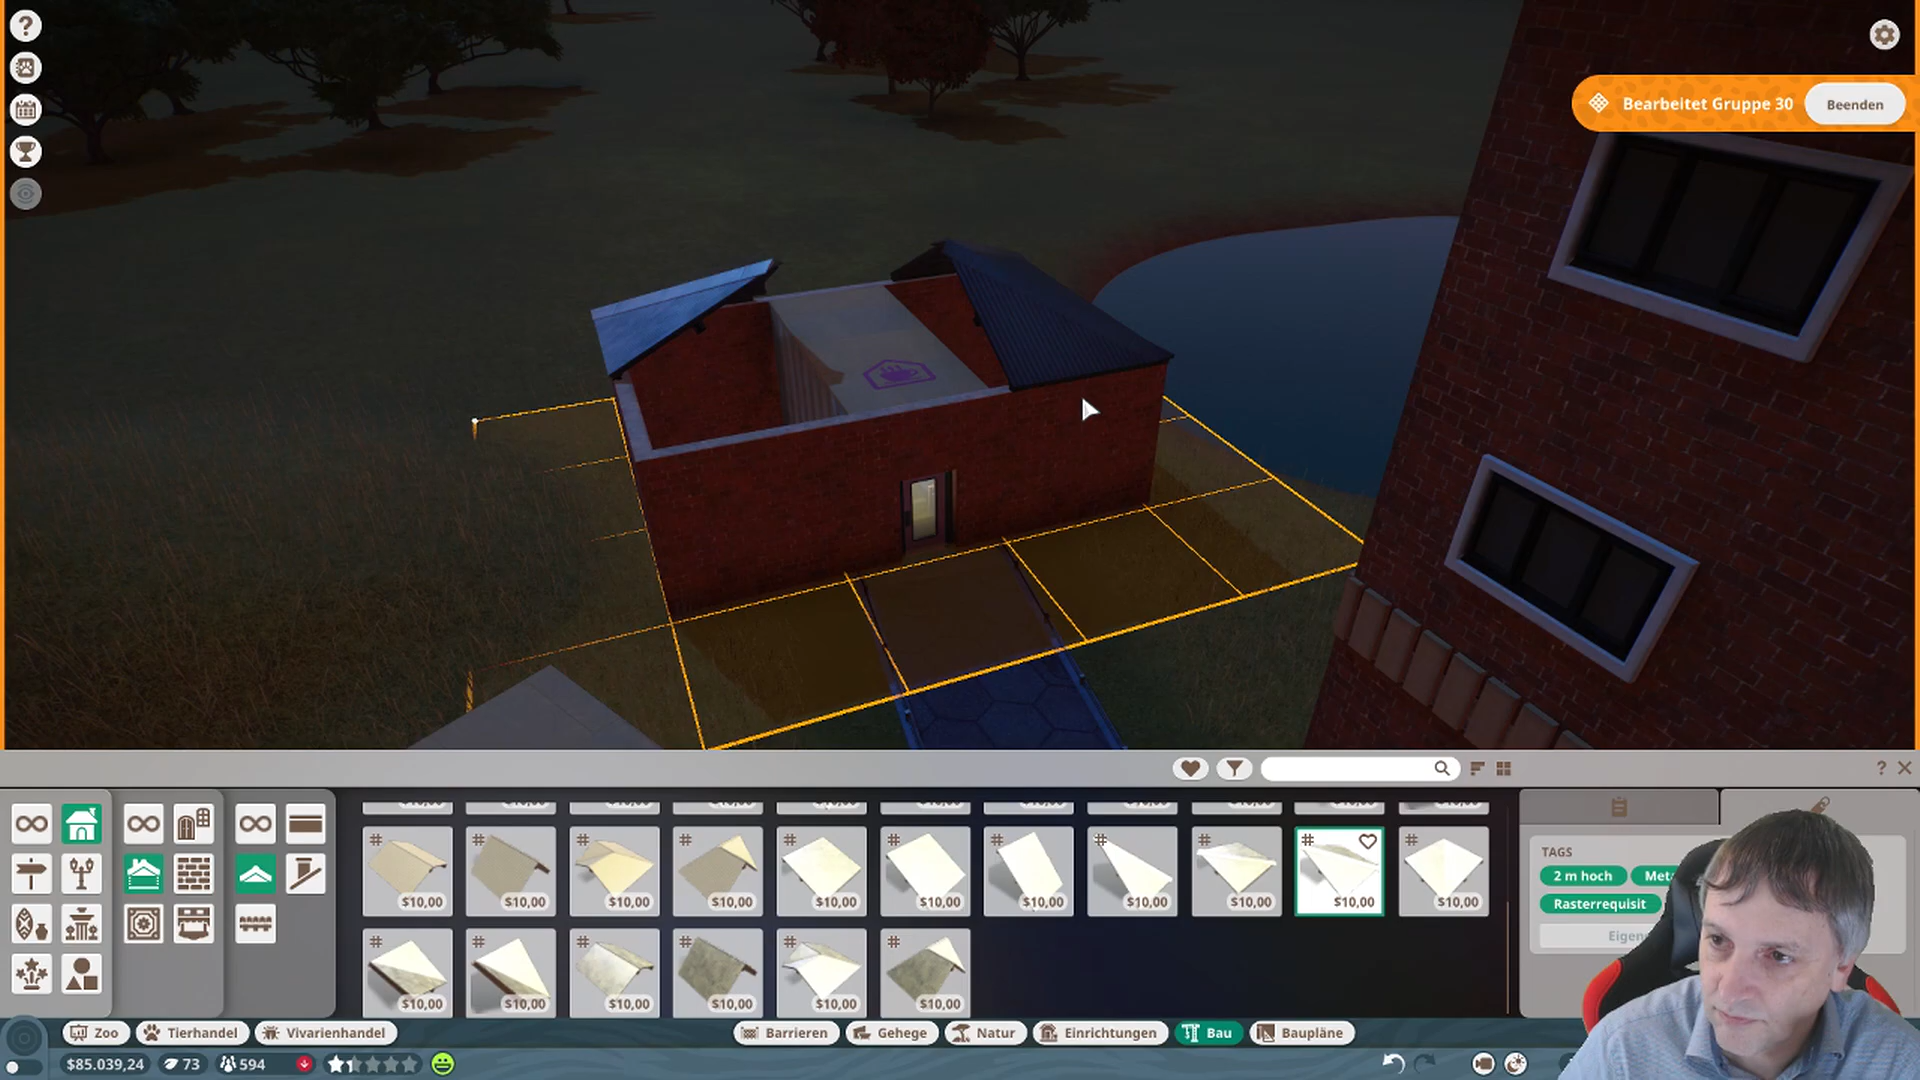 Bearbeitet Gruppe 30
Beenden
$10,00 $10,00 $10,00 $10,00 $10,00 $10,00 $10,00 $10,00 $10,00 $10,00 $10,00
$10,00 $10,00 $10,00 $10,00 $10,00 $10,00
TAGS
2 m hoch
Rasterrequisit
Zoo
Tierhandel
Vivarienhandel
Barrieren
Gehege
Natur
Einrichtungen
Bau
Baupläne
$85.039,24
73
594